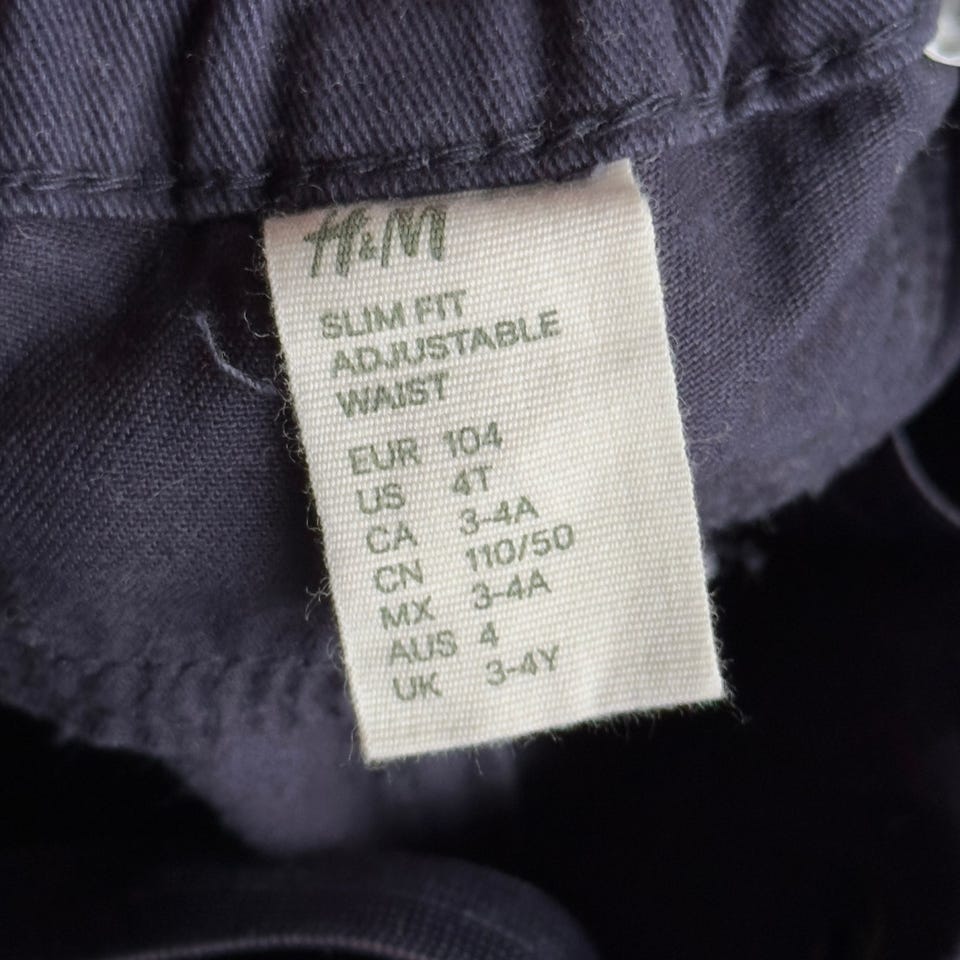 H&M
SLIM FIT
ADJUSTABLE
WAIST
EUR 104
US 4T
CA 3-4A
CN 110/50
MX 3-4A
AUS 4
UK 3-4Y